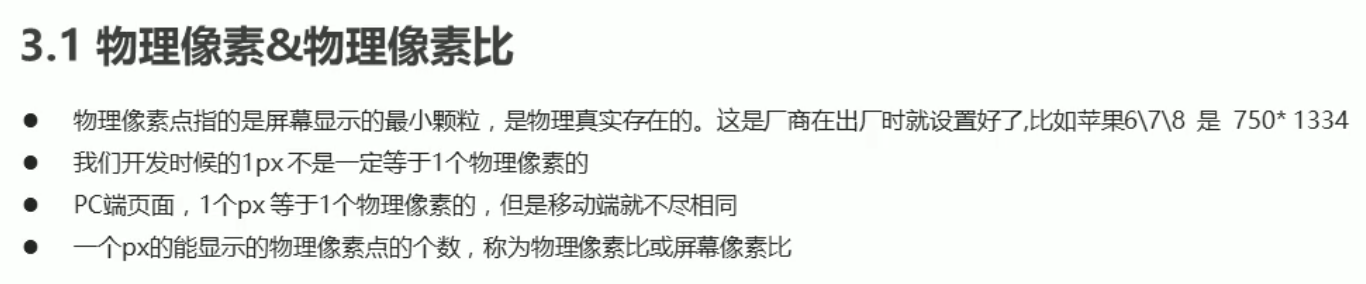 3.1 物理像素&物理像素比
● 物理像素点指的是屏幕显示的最小颗粒，是物理真实存在的。这是厂商在出厂时就设置好了,比如苹果6\7\8 是 750* 1334
● 我们开发时候的1px 不是一定等于1个物理像素的
● PC端页面，1个px 等于1个物理像素的，但是移动端就不尽相同
● 一个px的能显示的物理像素点的个数，称为物理像素比或屏幕像素比